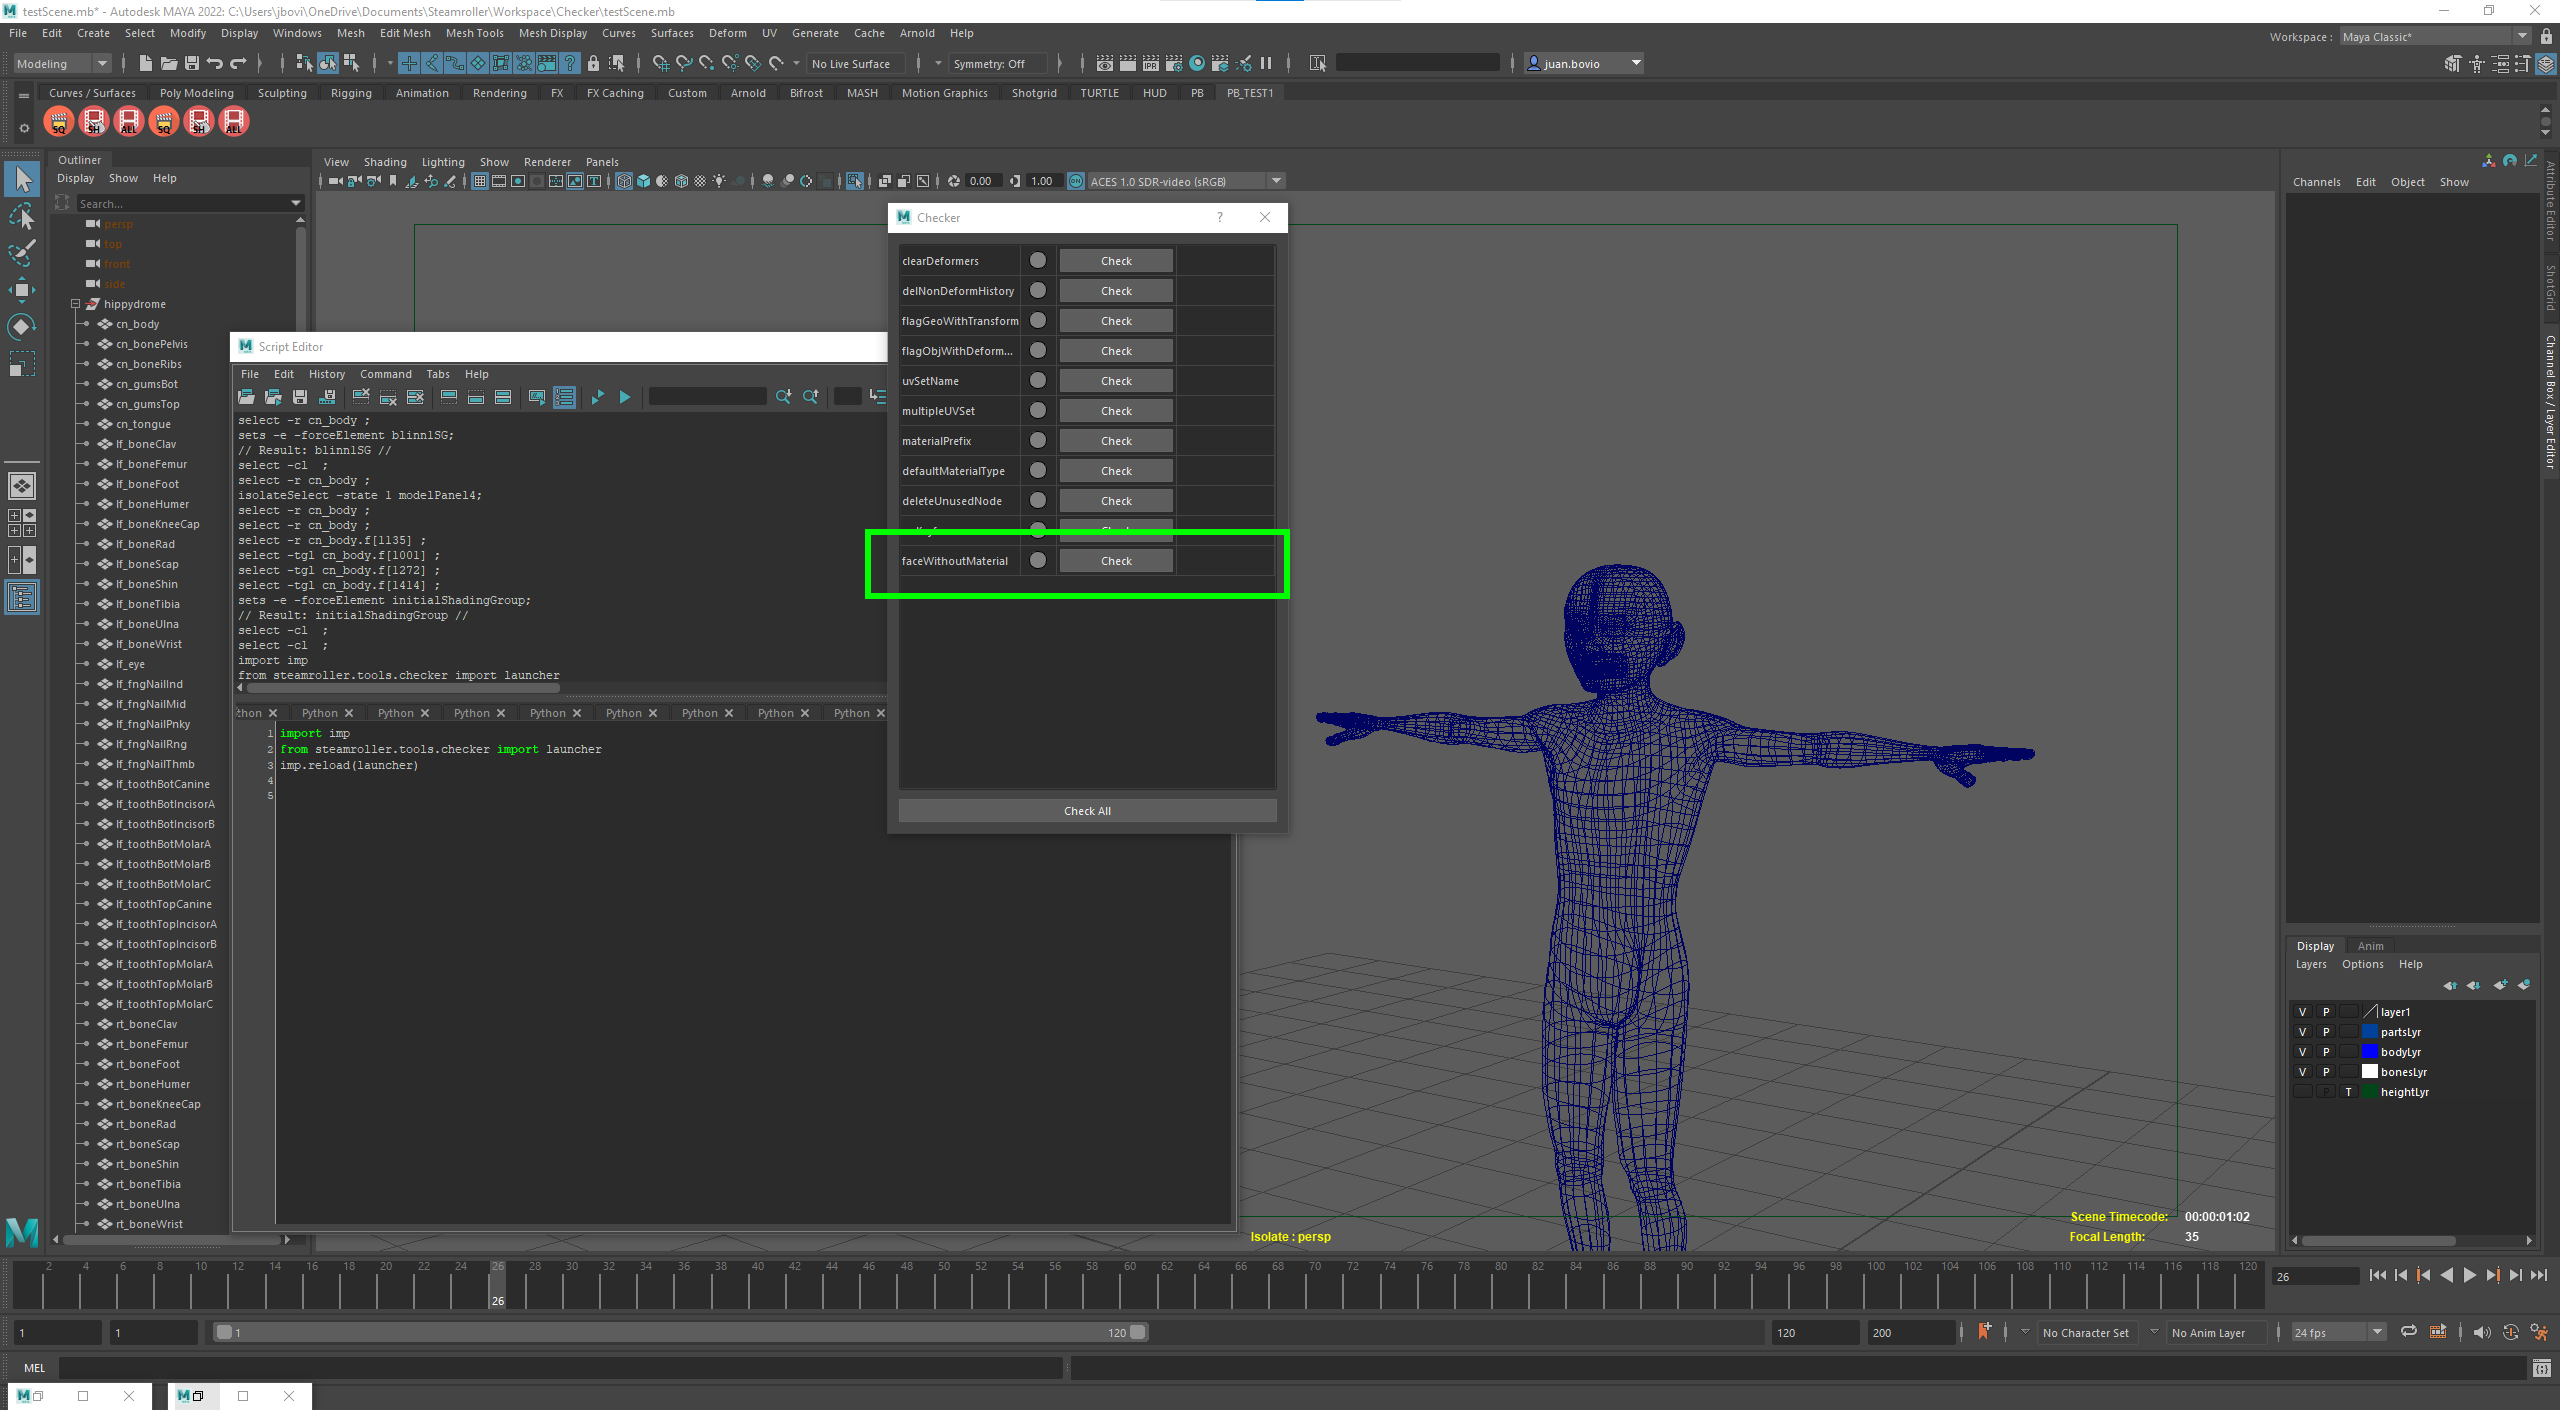 testScene.mb* - Autodesk MAYA 2022: C:\Users\jbovi\OneDrive\Documents\Steamroller\Workspace\Checker\testScene.mb
File Edit Create Select Modify Display Windows Mesh Edit Mesh Mesh Tools Mesh Display Curves Surfaces Deform UV Generate Cache Arnold Help
Workspace : Maya Classic*
Modeling
No Live Surface
Symmetry: Off
juan.bovio
Curves / Surfaces Poly Modeling Sculpting Rigging Animation Rendering FX FX Caching Custom Arnold Bifrost MASH Motion Graphics Shotgrid TURTLE HUD PB PB_TEST1
SQ SH ALL SQ SH ALL
Outliner
Display Show Help
Search...
persp
top
front
side
hippydrome
cn_body
cn_bonePelvis
cn_boneRibs
cn_gumsBot
cn_gumsTop
cn_tongue
lf_boneClav
lf_boneFemur
lf_boneFoot
lf_boneHumer
lf_boneKneeCap
lf_boneRad
lf_boneScap
lf_boneShin
lf_boneTibia
lf_boneUlna
lf_boneWrist
lf_eye
lf_fngNailInd
lf_fngNailMid
lf_fngNailPnky
lf_fngNailRng
lf_fngNailThmb
lf_toothBotCanine
lf_toothBotIncisorA
lf_toothBotIncisorB
lf_toothBotMolarA
lf_toothBotMolarB
lf_toothBotMolarC
lf_toothTopCanine
lf_toothTopIncisorA
lf_toothTopIncisorB
lf_toothTopMolarA
lf_toothTopMolarB
lf_toothTopMolarC
rt_boneClav
rt_boneFemur
rt_boneFoot
rt_boneHumer
rt_boneKneeCap
rt_boneRad
rt_boneScap
rt_boneShin
rt_boneTibia
rt_boneUlna
rt_boneWrist
View Shading Lighting Show Renderer Panels
0.00 1.00 ACES 1.0 SDR-video (sRGB)
Script Editor
File Edit History Command Tabs Help
select -r cn_body ;
sets -e -forceElement blinn1SG;
// Result: blinn1SG //
select -cl  ;
select -r cn_body ;
isolateSelect -state 1 modelPanel4;
select -r cn_body ;
select -r cn_body ;
select -r cn_body.f[1135] ;
select -tgl cn_body.f[1001] ;
select -tgl cn_body.f[1272] ;
select -tgl cn_body.f[1414] ;
sets -e -forceElement initialShadingGroup;
// Result: initialShadingGroup //
select -cl  ;
select -cl  ;
import imp
from steamroller.tools.checker import launcher
thon Python Python Python Python Python Python Python Python
1 import imp
2 from steamroller.tools.checker import launcher
3 imp.reload(launcher)
4
5
Checker ?
clearDeformers Check
delNonDeformHistory Check
flagGeoWithTransform Check
flagObjWithDeform... Check
uvSetName Check
multipleUVSet Check
materialPrefix Check
defaultMaterialType Check
deleteUnusedNode Check
faceWithoutMaterial Check
Check All
Isolate : persp
Scene Timecode: 00:00:01:02
Focal Length: 35
Channels Edit Object Show
Attribute Editor
ShotGrid
Channel Box / Layer Editor
Display Anim
Layers Options Help
V P layer1
V P partsLyr
V P bodyLyr
V P bonesLyr
P T heightLyr
2 4 6 8 10 12 14 16 18 20 22 24 26 28 30 32 34 36 38 40 42 44 46 48 50 52 54 56 58 60 62 64 66 68 70 72 74 76 78 80 82 84 86 88 90 92 94 96 98 100 102 104 106 108 110 112 114 116 118 120
26
26
1 1 1 120 120 200 No Character Set No Anim Layer 24 fps
MEL